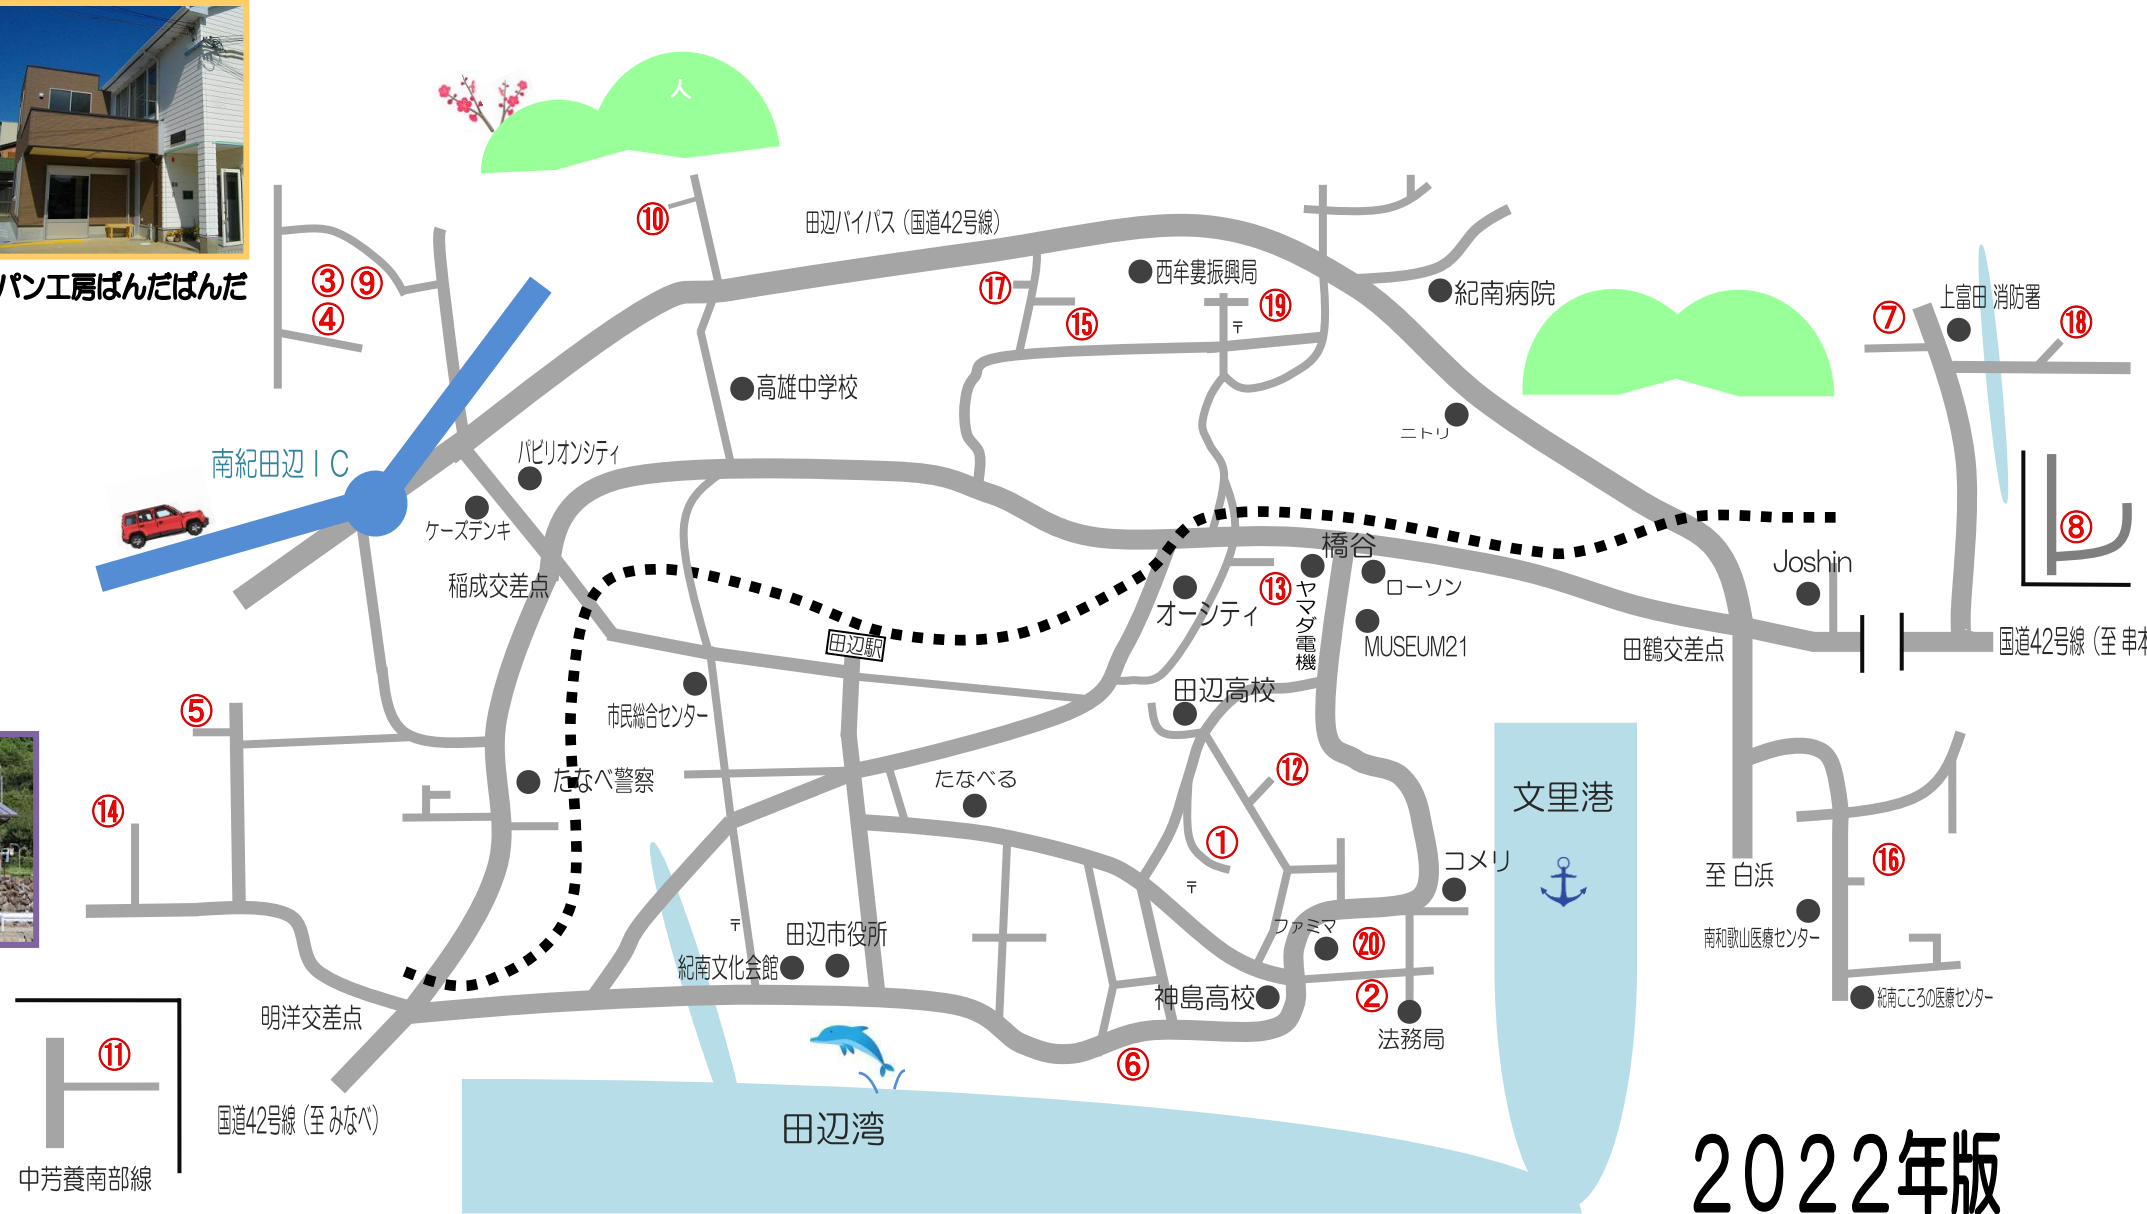 パン工房ぱんだぱんだ
人
⑩
田辺バイパス（国道42号線）
③⑨
④
⑰
⑮
西牟婁振興局
〒
⑲
紀南病院
⑦
上富田 消防署
⑱
高雄中学校
ニトリ
南紀田辺ＩＣ
パビリオンシティ
ケーズデンキ
稲成交差点
⑧
橋谷
Joshin
⑬
ヤマダ電機
ローソン
オーシティ
MUSEUM21
田辺駅
田鶴交差点
国道42号線（至 串本
田辺高校
⑤
市民総合センター
たなべ警察
たなべる
⑫
文里港
⑭
①
コメリ
至 白浜
⑯
〒
〒
ファミマ
⑳
田辺市役所
紀南文化会館
南和歌山医療センター
神島高校
②
紀南こころの医療センター
明洋交差点
法務局
⑪
⑥
国道42号線（至 みなべ）
田辺湾
中芳養南部線
２０２２年版